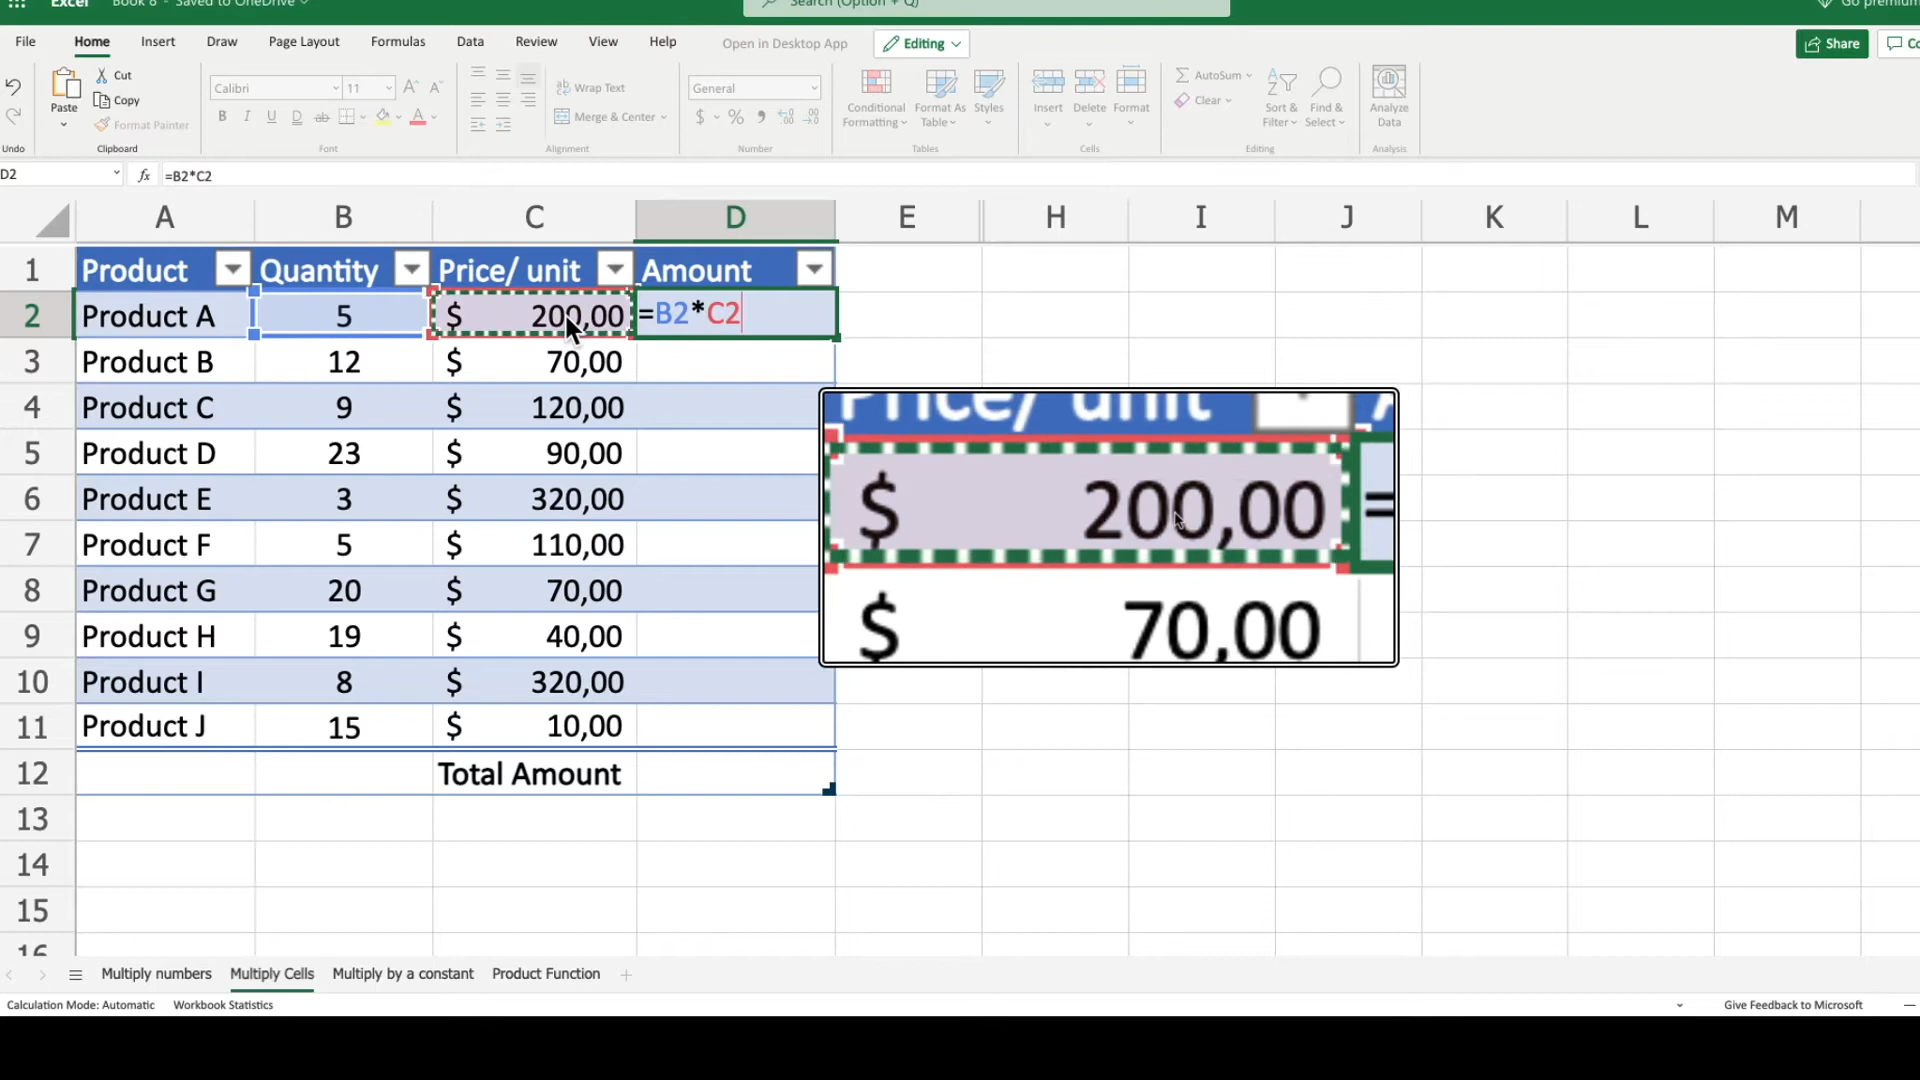 Excel Book 8 - Saved to OneDrive Search (Option + Q) Go premium
File Home Insert Draw Page Layout Formulas Data Review View Help Open in Desktop App Editing Share
Cut
Copy
Paste
Format Painter
Undo Clipboard
Calibri 11
B I U D ab A
Font
Wrap Text
Merge & Center
Alignment
General
$ %
Number
Conditional Formatting Format As Table Styles
Tables
Insert Delete Format
Cells
AutoSum
Clear
Sort & Filter Find & Select
Editing
Analyze Data
Analysis
D2 fx =B2*C2
A B C D E H I J K L M
1 Product Quantity Price/ unit Amount
2 Product A 5 $ 200,00 =B2*C2
3 Product B 12 $ 70,00
4 Product C 9 $ 120,00
5 Product D 23 $ 90,00
6 Product E 3 $ 320,00
7 Product F 5 $ 110,00
8 Product G 20 $ 70,00
9 Product H 19 $ 40,00
10 Product I 8 $ 320,00
11 Product J 15 $ 10,00
12 Total Amount
13
14
15
16
Price/ unit
$ 200,00 =
$ 70,00
Multiply numbers Multiply Cells Multiply by a constant Product Function +
Calculation Mode: Automatic Workbook Statistics Give Feedback to Microsoft